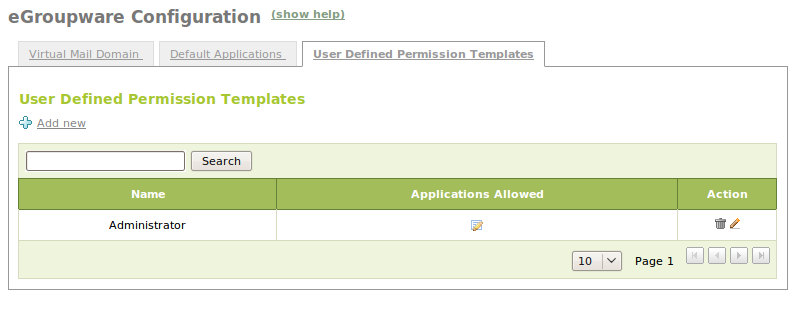 eGroupware Configuration (show help)
Virtual Mail Domain Default Applications User Defined Permission Templates
User Defined Permission Templates
Add new
Search
Name Applications Allowed Action
Administrator
10 Page 1